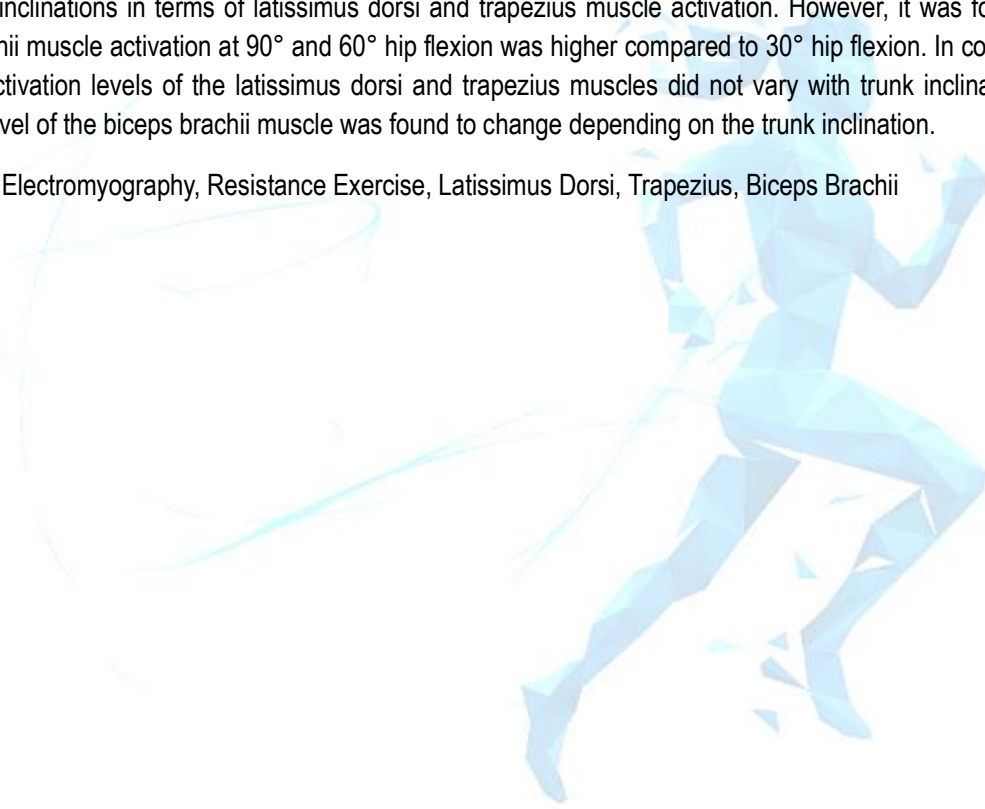 inclinations in terms of latissimus dorsi and trapezius muscle activation. However, it was fo
hii muscle activation at 90° and 60° hip flexion was higher compared to 30° hip flexion. In co
ctivation levels of the latissimus dorsi and trapezius muscles did not vary with trunk inclina
vel of the biceps brachii muscle was found to change depending on the trunk inclination.
Electromyography, Resistance Exercise, Latissimus Dorsi, Trapezius, Biceps Brachii